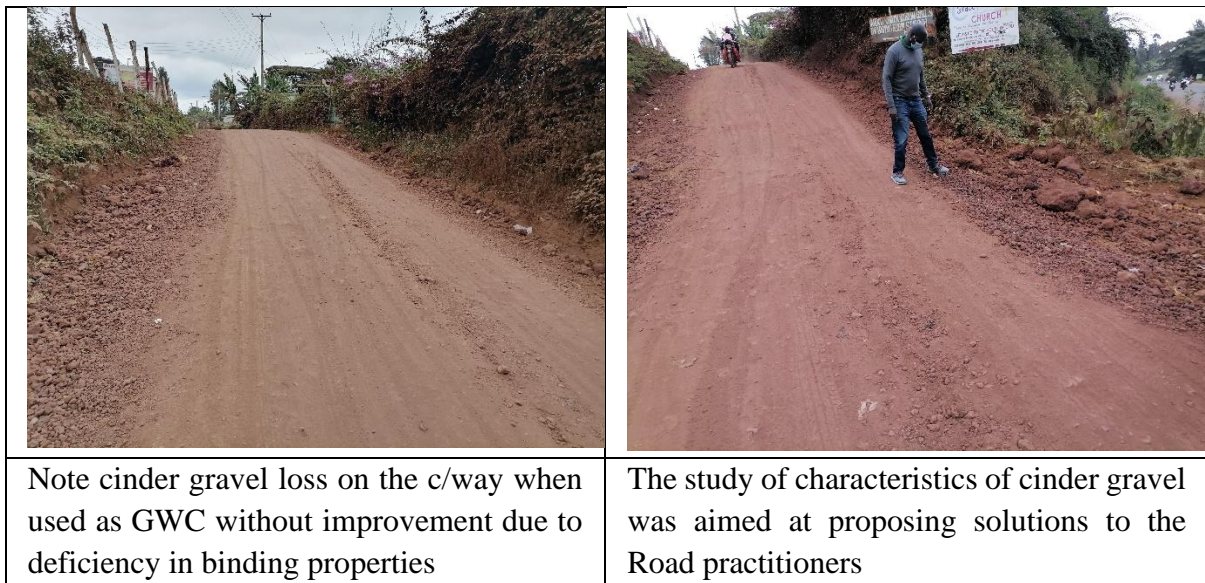 CHURCH
Note cinder gravel loss on the c/way when
used as GWC without improvement due to
deficiency in binding properties
The study of characteristics of cinder gravel
was aimed at proposing solutions to the
Road practitioners